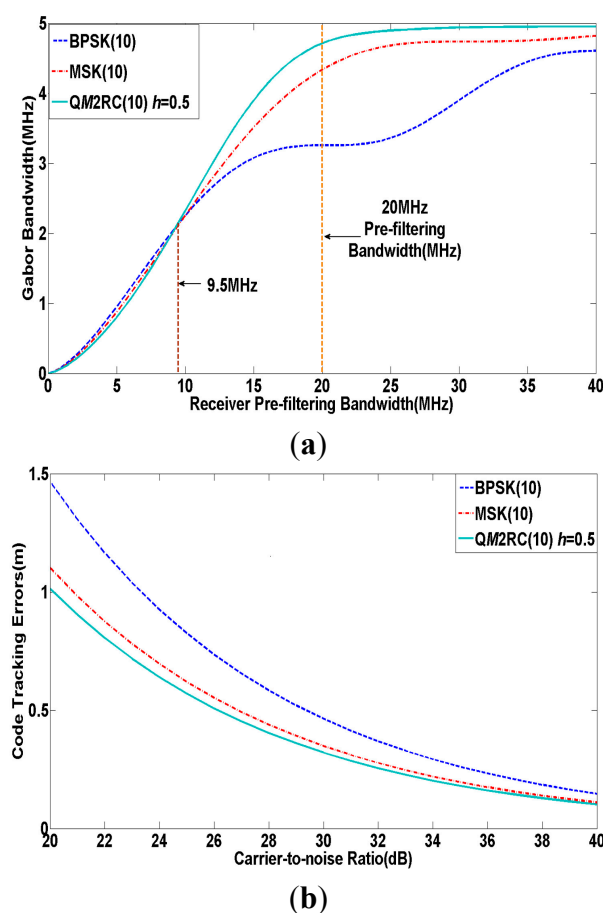 5
4
3
2
1
0
Gabor Bandwidth(MHz)
BPSK(10)
MSK(10)
QM2RC(10) h=0.5
20MHz
Pre-filtering
Bandwidth(MHz)
9.5MHz
0 5 10 15 20 25 30 35 40
Receiver Pre-filtering Bandwidth(MHz)
(a)
1.5
1
0.5
0
Code Tracking Errors(m)
BPSK(10)
MSK(10)
QM2RC(10) h=0.5
20 22 24 26 28 30 32 34 36 38 40
Carrier-to-noise Ratio(dB)
(b)